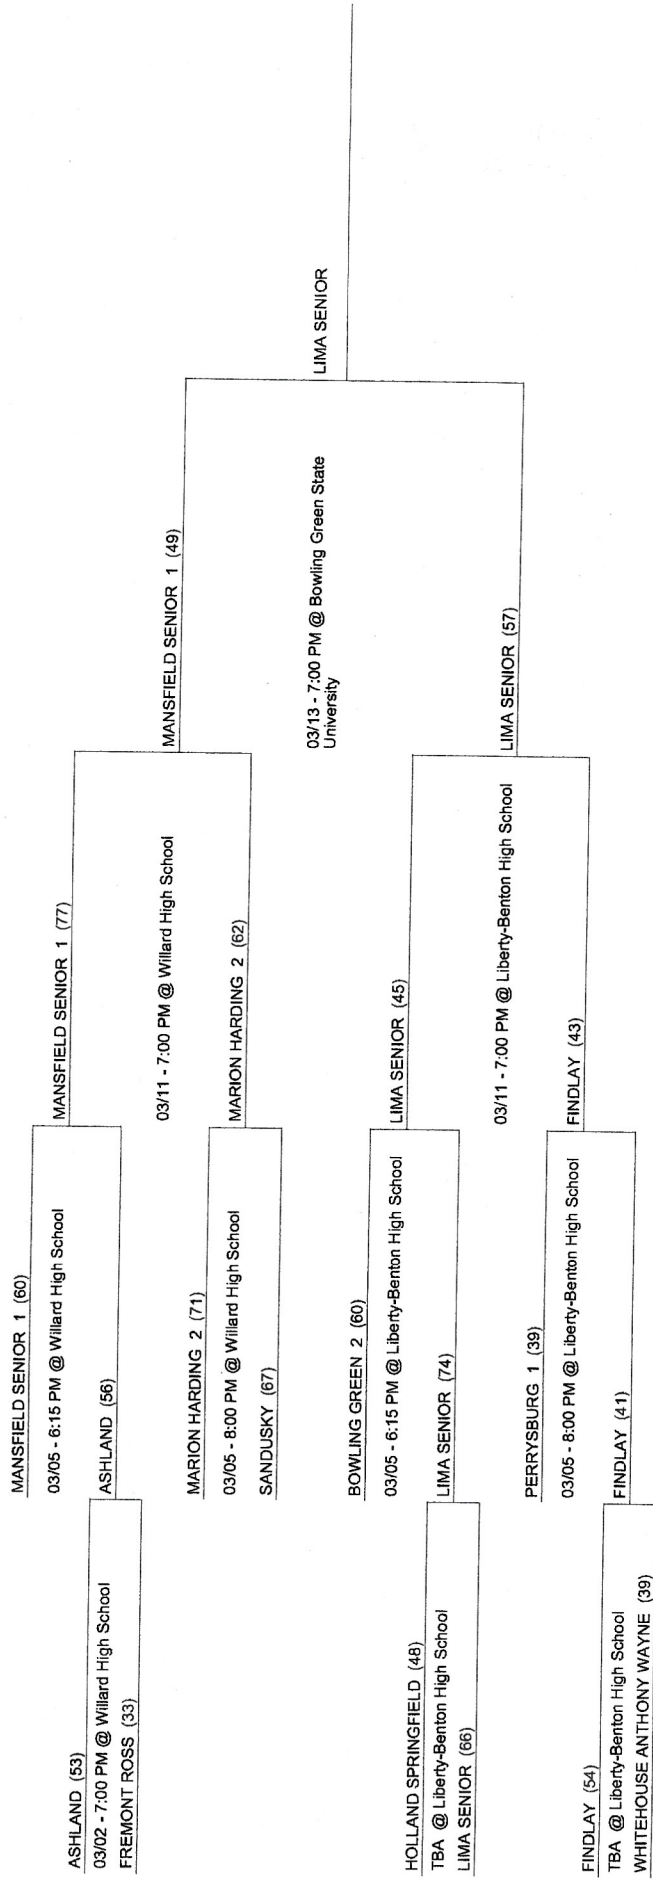 ASHLAND (53)
03/02 - 7:00 PM @ Willard High School
FREMONT ROSS (33)
HOLLAND SPRINGFIELD (48)
TBA @ Liberty-Benton High School
LIMA SENIOR (66)
FINDLAY (54)
TBA @ Liberty-Benton High School
WHITEHOUSE ANTHONY WAYNE (39)
MANSFIELD SENIOR 1 (60)
03/05 - 6:15 PM @ Willard High School
ASHLAND (56)
MARION HARDING 2 (71)
03/05 - 8:00 PM @ Willard High School
SANDUSKY (67)
BOWLING GREEN 2 (60)
03/05 - 6:15 PM @ Liberty-Benton High School
LIMA SENIOR (74)
PERRYSBURG 1 (39)
03/05 - 8:00 PM @ Liberty-Benton High School
FINDLAY (41)
MANSFIELD SENIOR 1 (77)
03/11 - 7:00 PM @ Willard High School
MARION HARDING 2 (62)
LIMA SENIOR (45)
03/11 - 7:00 PM @ Liberty-Benton High School
FINDLAY (43)
MANSFIELD SENIOR 1 (49)
03/13 - 7:00 PM @ Bowling Green State
University
LIMA SENIOR (57)
LIMA SENIOR